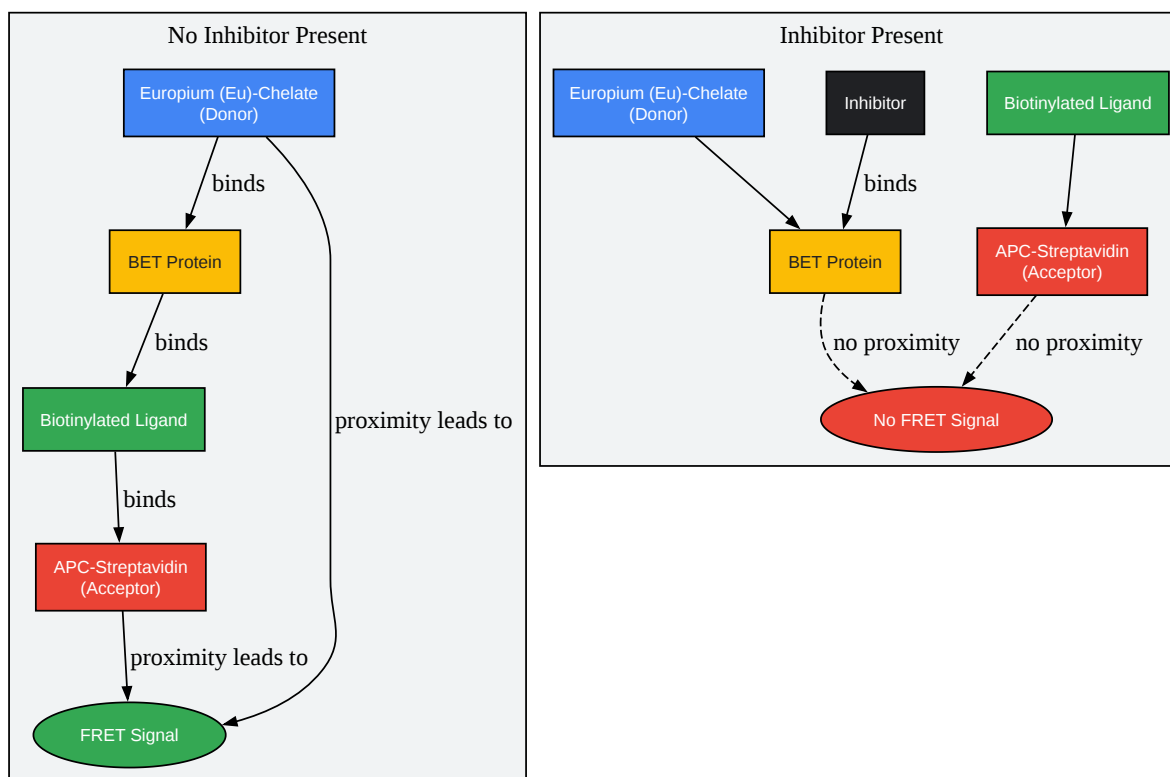 No Inhibitor Present
Europium (Eu)-Chelate
(Donor)
binds
BET Protein
binds
Biotinylated Ligand
proximity leads to
binds
APC-Streptavidin
(Acceptor)
proximity leads to
FRET Signal
Inhibitor Present
Europium (Eu)-Chelate
(Donor)
Inhibitor
Biotinylated Ligand
binds
BET Protein
APC-Streptavidin
(Acceptor)
no proximity
no proximity
No FRET Signal